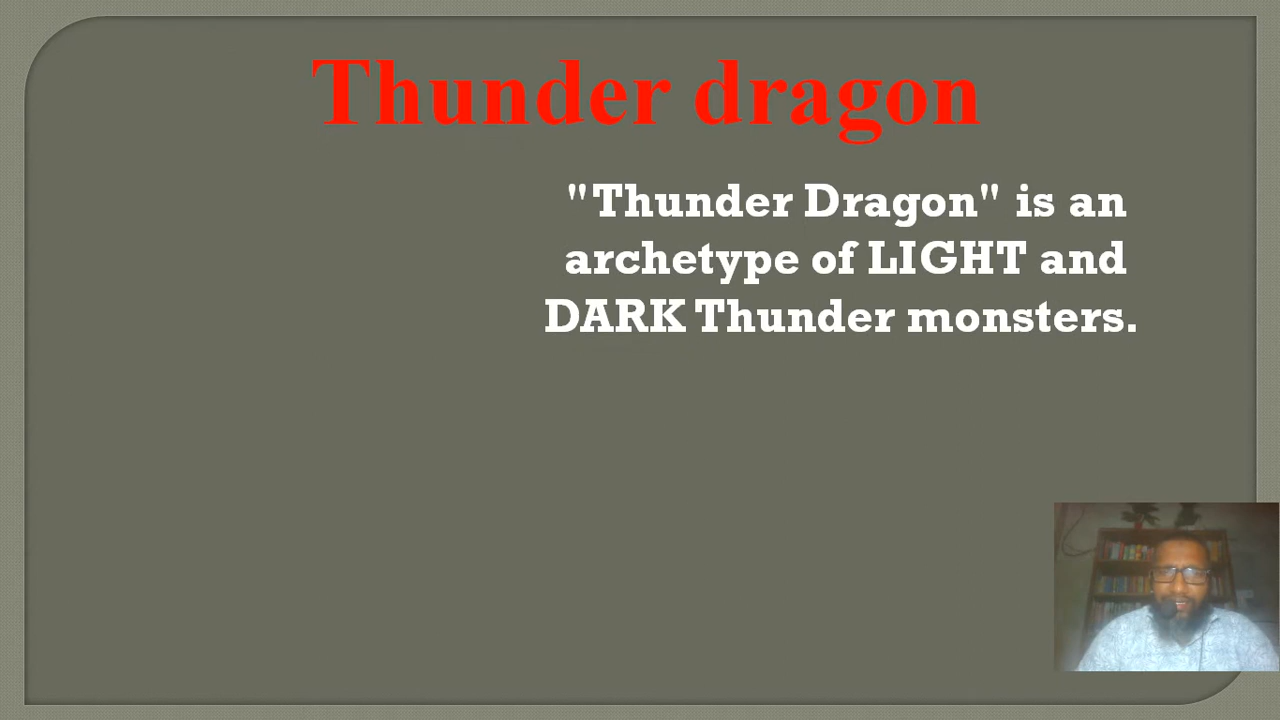 Thunder dragon
"Thunder Dragon" is an
archetype of LIGHT and
DARK Thunder monsters.